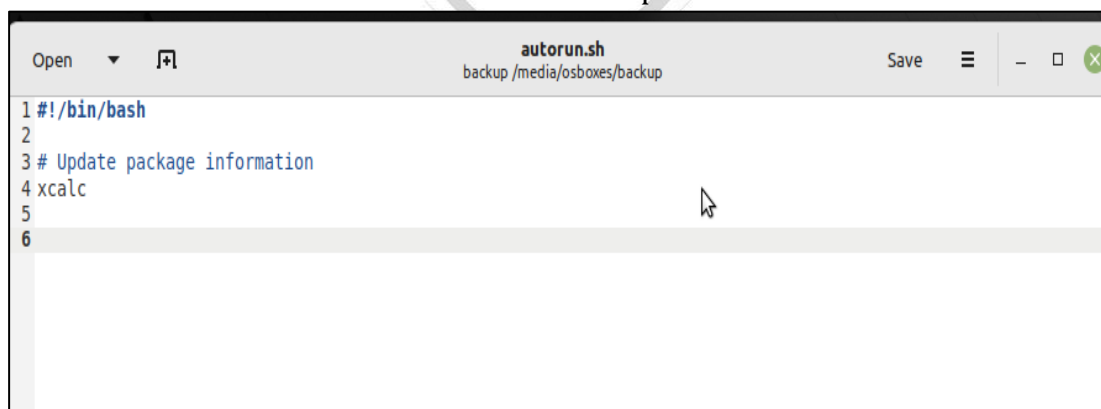 Open
autorun.sh
backup /media/osboxes/backup
Save
1 #!/bin/bash
2
3 # Update package information
4 xcalc
5
6